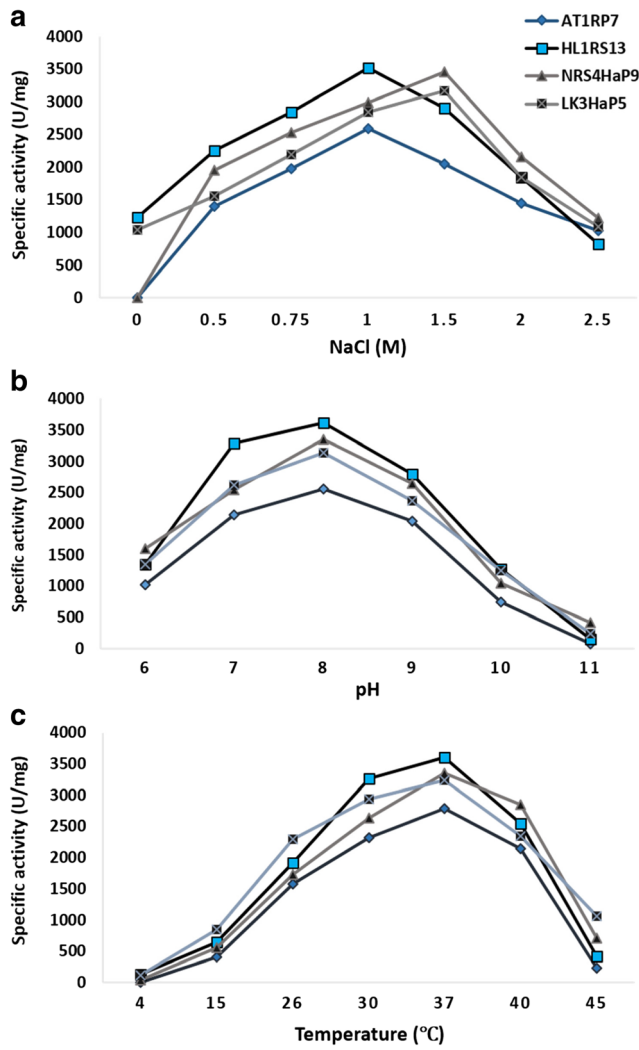 a
AT1RP7
HL1RS13
NRS4HaP9
LK3HaP5
Specific activity (U/mg)
4000
3500
3000
2500
2000
1500
1000
500
0
0 0.5 0.75 1 1.5 2 2.5
NaCl (M)
b
Specific activity (U/mg)
4000
3500
3000
2500
2000
1500
1000
500
0
6 7 8 9 10 11
pH
c
Specific activity (U/mg)
4000
3500
3000
2500
2000
1500
1000
500
0
4 15 26 30 37 40 45
Temperature (℃)